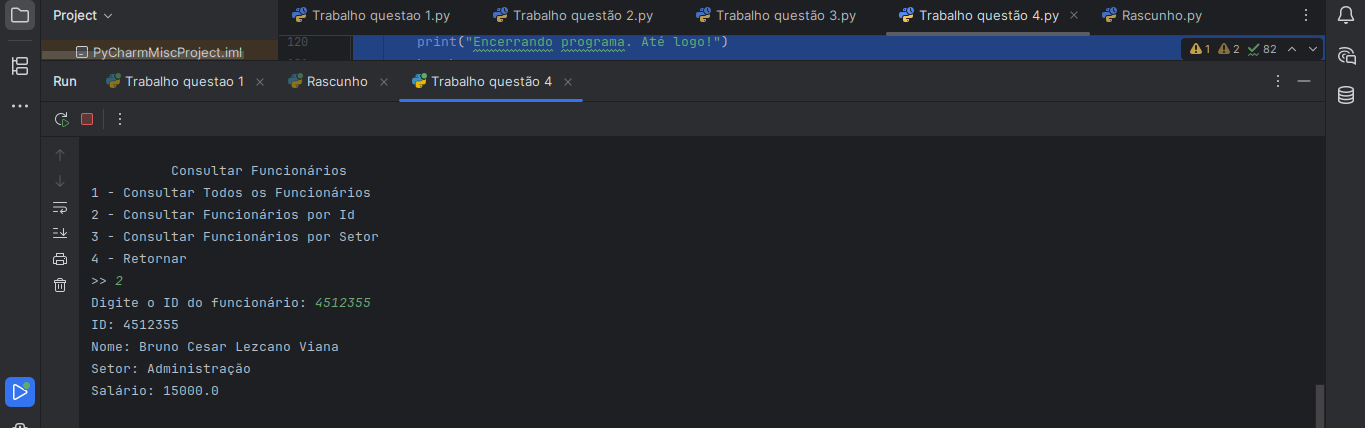 Project
Trabalho questao 1.py
Trabalho questão 2.py
Trabalho questão 3.py
Trabalho questão 4.py
Rascunho.py
PyCharmMiscProject.iml
120
print("Encerrando programa. Até logo!")
1 2 82
Run
Trabalho questao 1
Rascunho
Trabalho questão 4
Consultar Funcionários
1 - Consultar Todos os Funcionários
2 - Consultar Funcionários por Id
3 - Consultar Funcionários por Setor
4 - Retornar
>> 2
Digite o ID do funcionário: 4512355
ID: 4512355
Nome: Bruno Cesar Lezcano Viana
Setor: Administração
Salário: 15000.0